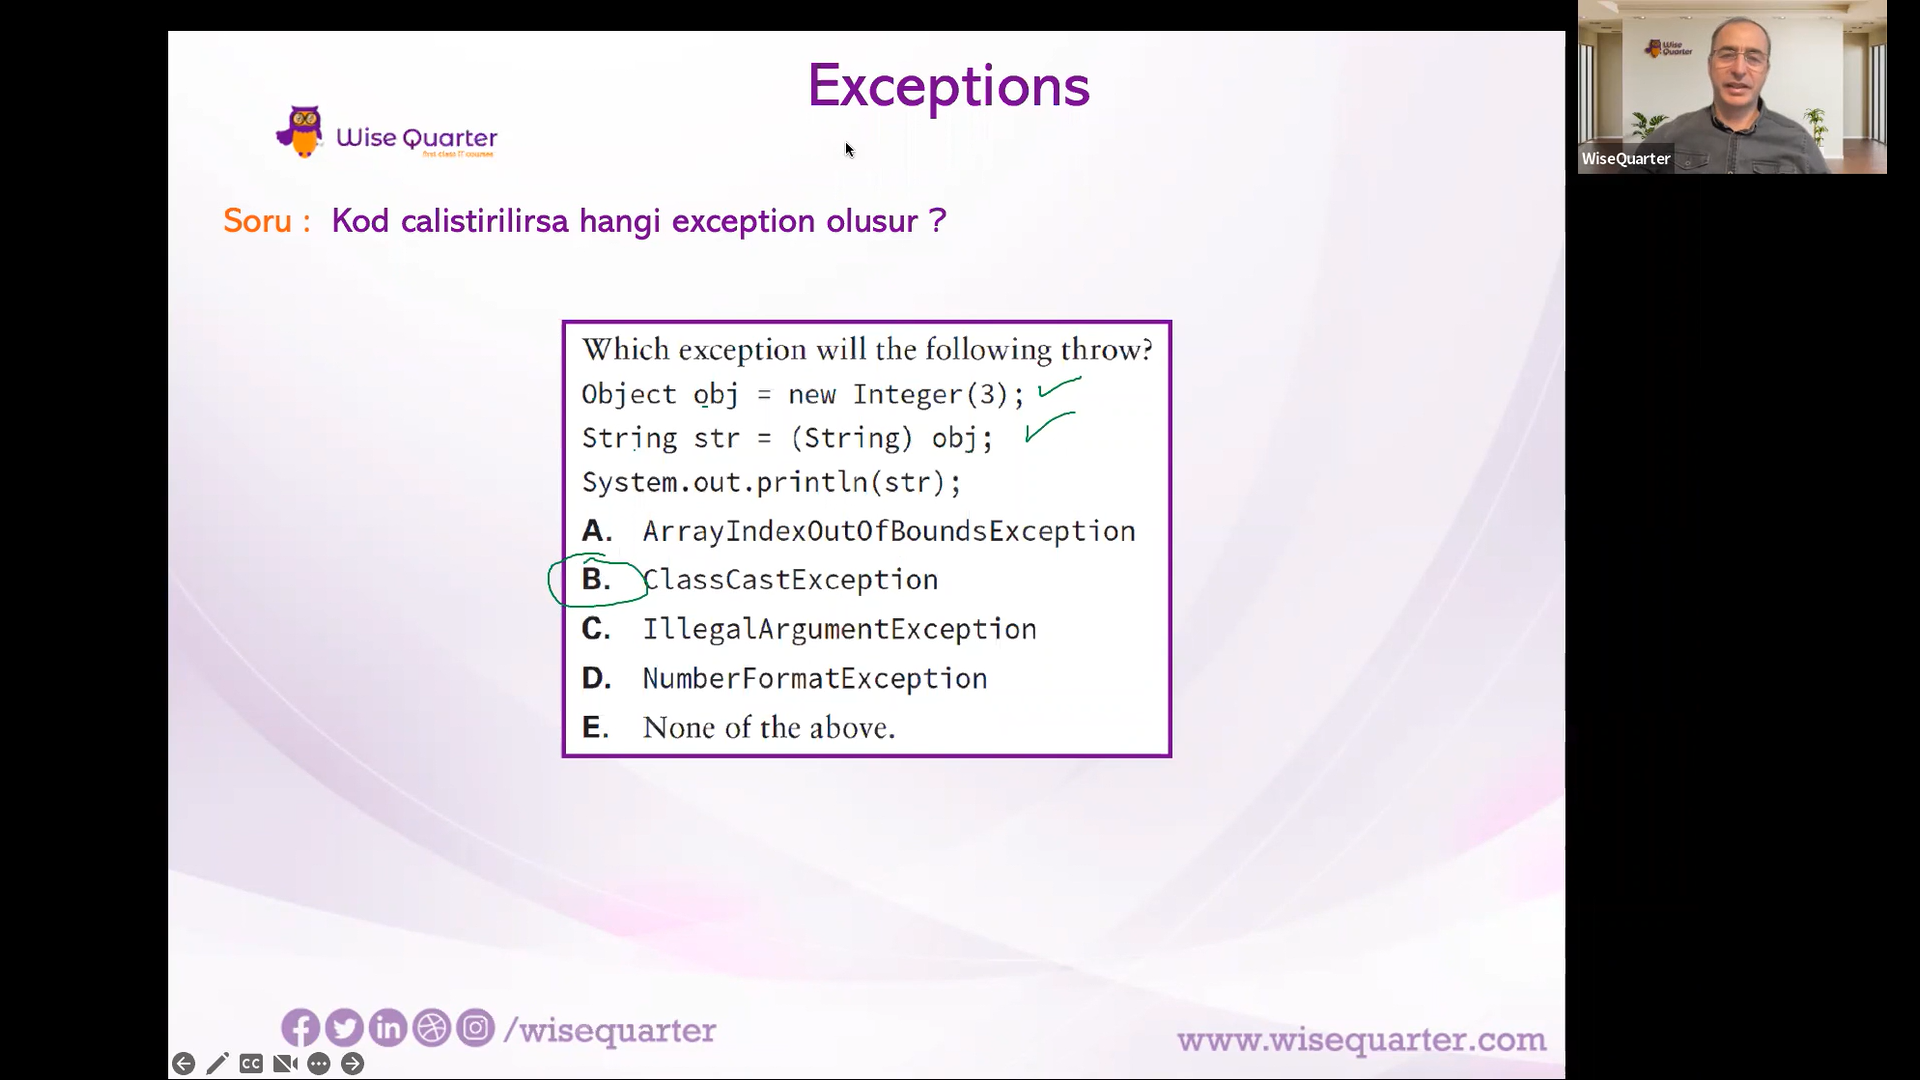 Exceptions
Wise Quarter
first class IT courses
Wise
Quarter
WiseQuarter
Soru : Kod calistirilirsa hangi exception olusur ?
Which exception will the following throw?
Object obj = new Integer(3);
String str = (String) obj;
System.out.println(str);
A. ArrayIndexOutOfBoundsException
B. ClassCastException
C. IllegalArgumentException
D. NumberFormatException
E. None of the above.
/wisequarter
www.wisequarter.com
CC